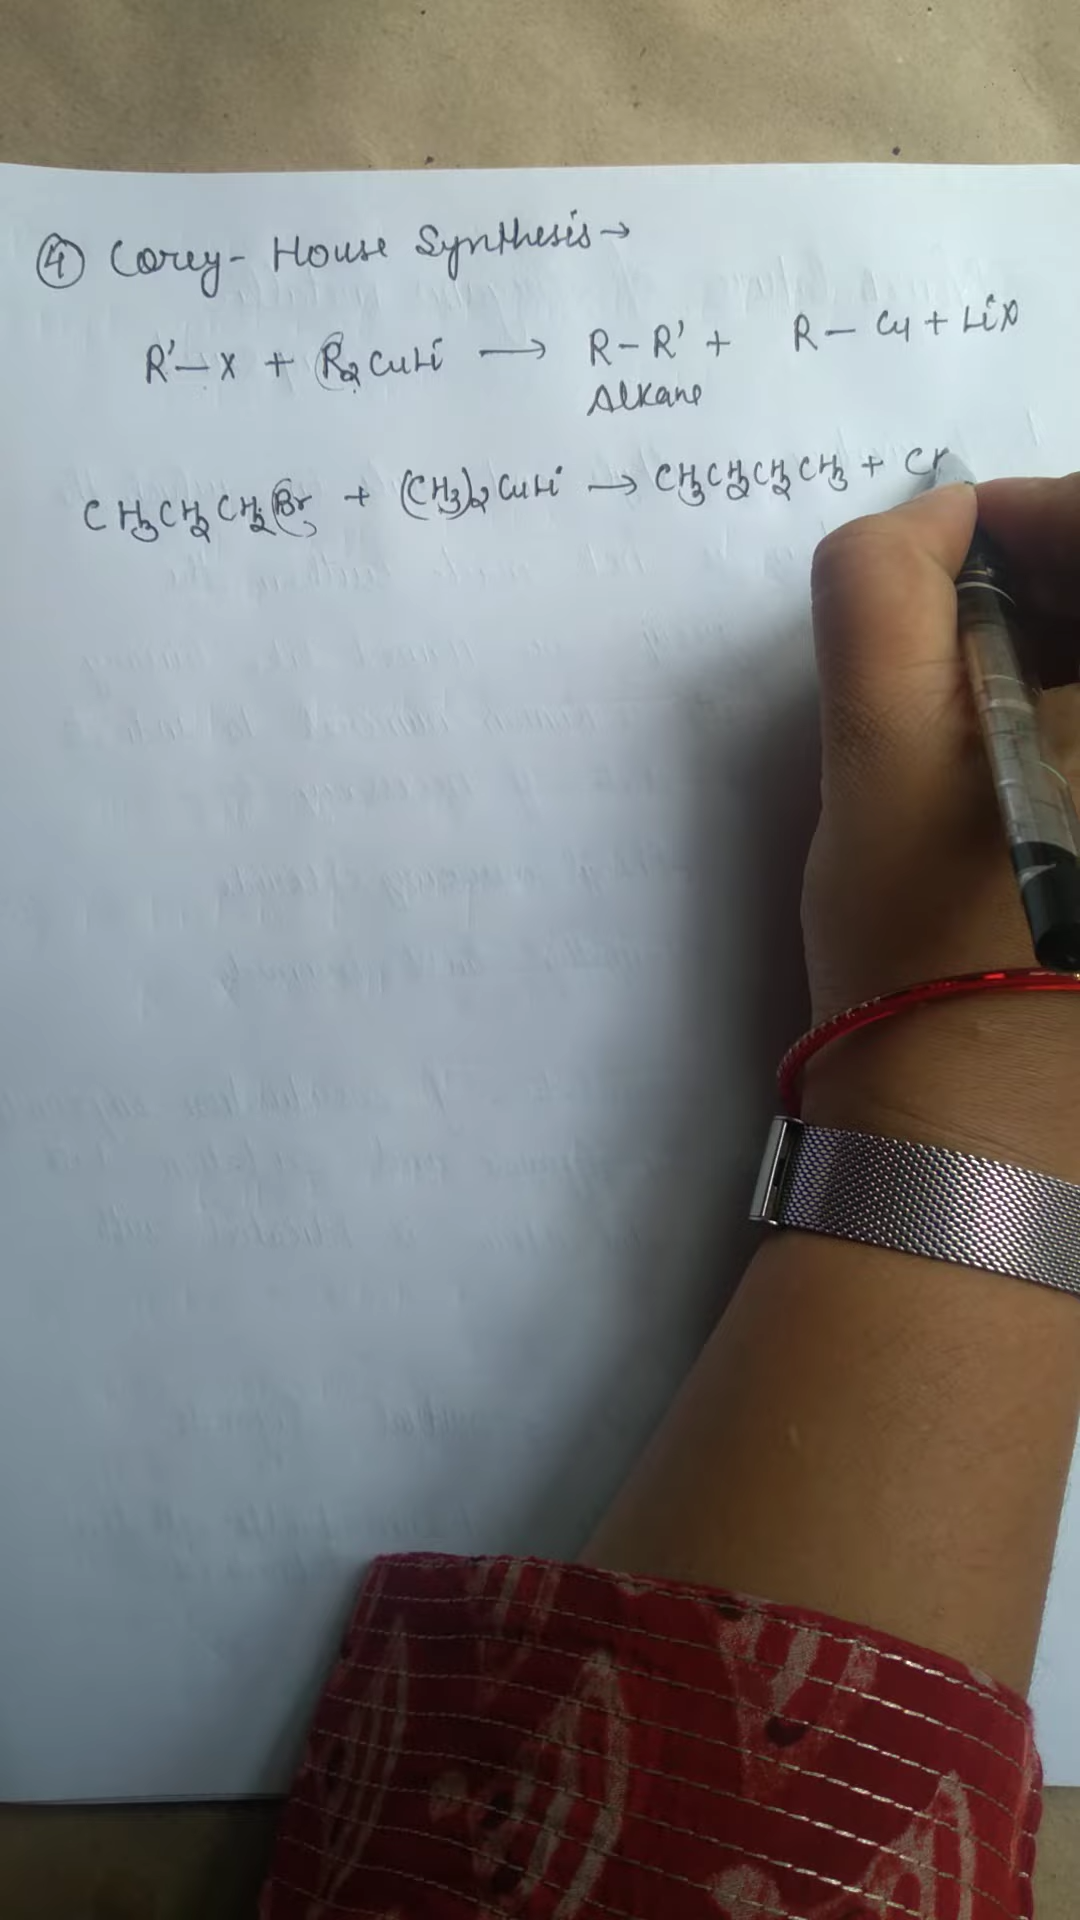 ④ Corey-House Synthesis→
R'—X + R₂CuLi ⟶ R-R' + R-Cu + LiX
Alkane
CH₃CH₂CH₂Br + (CH₃)₂CuLi → CH₃CH₂CH₂CH₃ + C